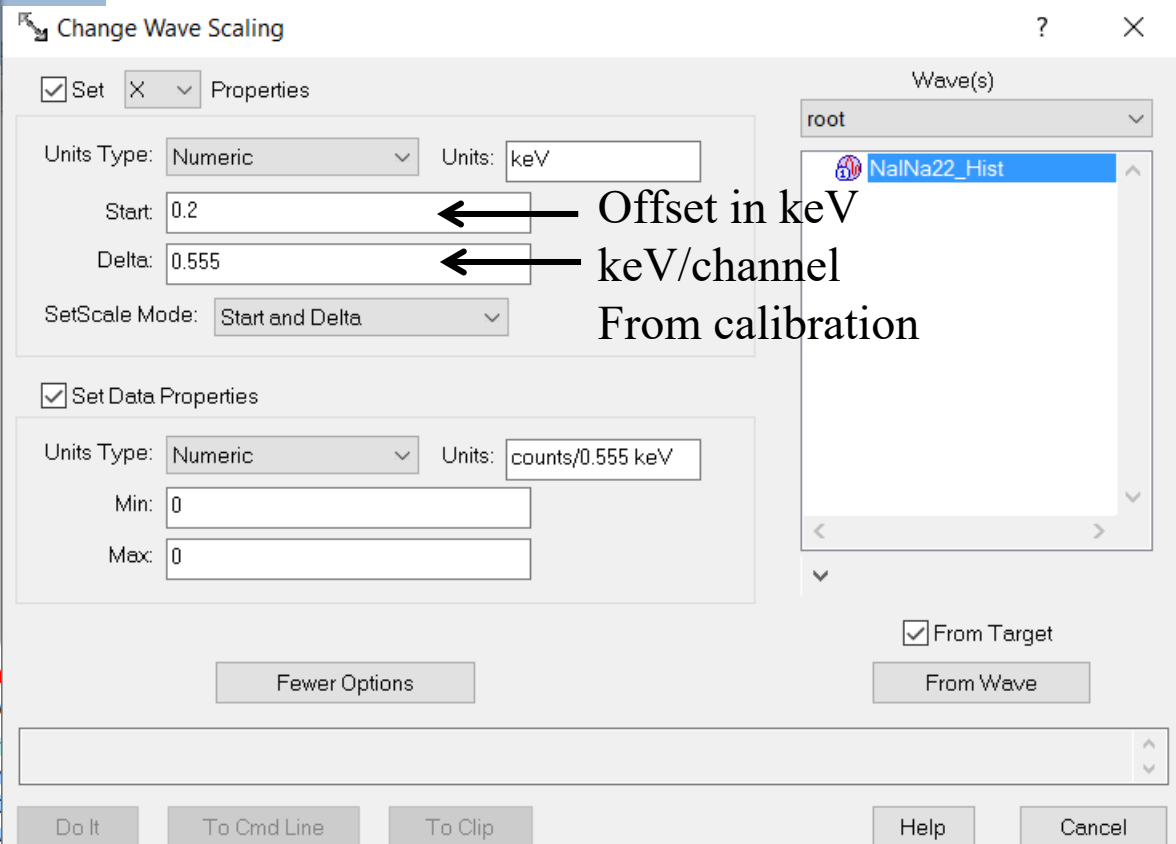 Change Wave Scaling
?
Set X Properties
Units Type: Numeric Units: keV
Start: 0.2
Delta: 0.555
SetScale Mode: Start and Delta
Set Data Properties
Units Type: Numeric Units: counts/0.555 keV
Min: 0
Max: 0
Fewer Options
Wave(s)
root
1 NaINa22_Hist
Offset in keV
keV/channel
From calibration
From Target
From Wave
Do It To Cmd Line To Clip Help Cancel